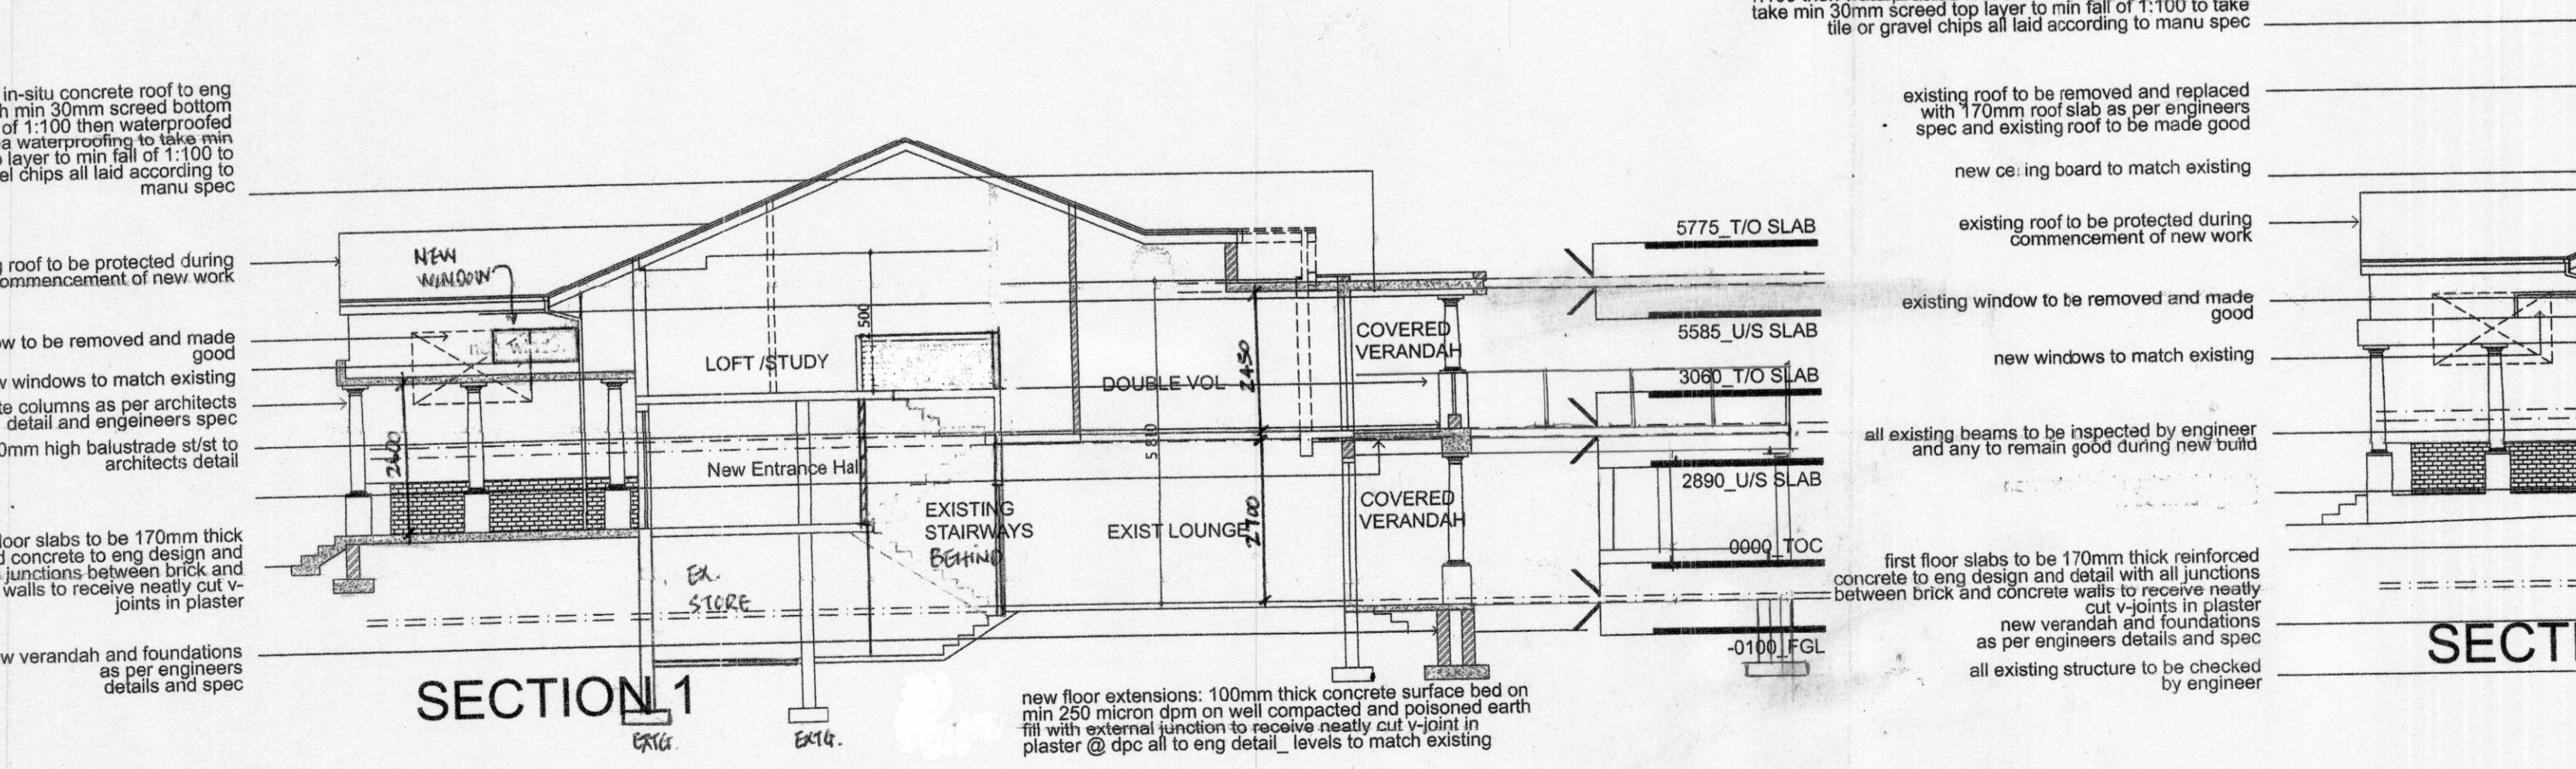 take min 30mm screed top layer to min fall of 1:100 to take
tile or gravel chips all laid according to manu spec
in-situ concrete roof to eng
min 30mm screed bottom
of 1:100 then waterproofed
a waterproofing to take min
layer to min fall of 1:100 to
el chips all laid according to
manu spec
roof to be protected during
ommencement of new work
ow to be removed and made
good
windows to match existing
te columns as per architects
detail and engeineers spec
0mm high balustrade st/st to
architects detail
loor slabs to be 170mm thick
concrete to eng design and
junctions between brick and
walls to receive neatly cut v-
joints in plaster
w verandah and foundations
as per engineers
details and spec
NEW
WINDOW
2400
LOFT /STUDY
2 500
New Entrance Hal
EX.
STORE
EXISTING
STAIRWAYS
BEHIND
DOUBLE VOL
5 810
EXIST LOUNGE
2450
2700
COVERED
VERANDAH
COVERED
VERANDAH
5775_T/O SLAB
5585_U/S SLAB
3060_T/O SLAB
2890_U/S SLAB
0000_TOC
-0100_FGL
SECTION 1
EXTG.
EXTG.
new floor extensions: 100mm thick concrete surface bed on
min 250 micron dpm on well compacted and poisoned earth
fill with external junction to receive neatly cut v-joint in
plaster @ dpc all to eng detail_ levels to match existing
existing roof to be removed and replaced
with 170mm roof slab as per engineers
spec and existing roof to be made good
new ce: ing board to match existing
existing roof to be protected during
commencement of new work
existing window to be removed and made
good
new windows to match existing
all existing beams to be inspected by engineer
and any to remain good during new build
first floor slabs to be 170mm thick reinforced
concrete to eng design and detail with all junctions
between brick and concrete walls to receive neatly
cut v-joints in plaster
new verandah and foundations
as per engineers details and spec
all existing structure to be checked
by engineer
SECTI